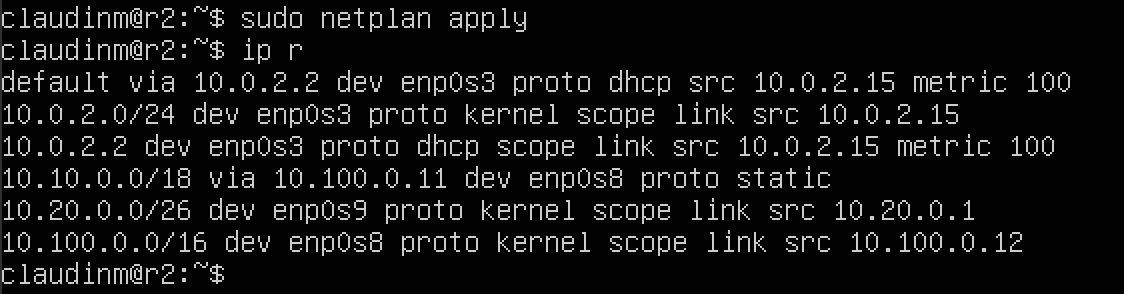 claudinm@r2:~$ sudo netplan apply
claudinm@r2:~$ ip r
default via 10.0.2.2 dev enp0s3 proto dhcp src 10.0.2.15 metric 100
10.0.2.0/24 dev enp0s3 proto kernel scope link src 10.0.2.15
10.0.2.2 dev enp0s3 proto dhcp scope link src 10.0.2.15 metric 100
10.10.0.0/18 via 10.100.0.11 dev enp0s8 proto static
10.20.0.0/26 dev enp0s9 proto kernel scope link src 10.20.0.1
10.100.0.0/16 dev enp0s8 proto kernel scope link src 10.100.0.12
claudinm@r2:~$